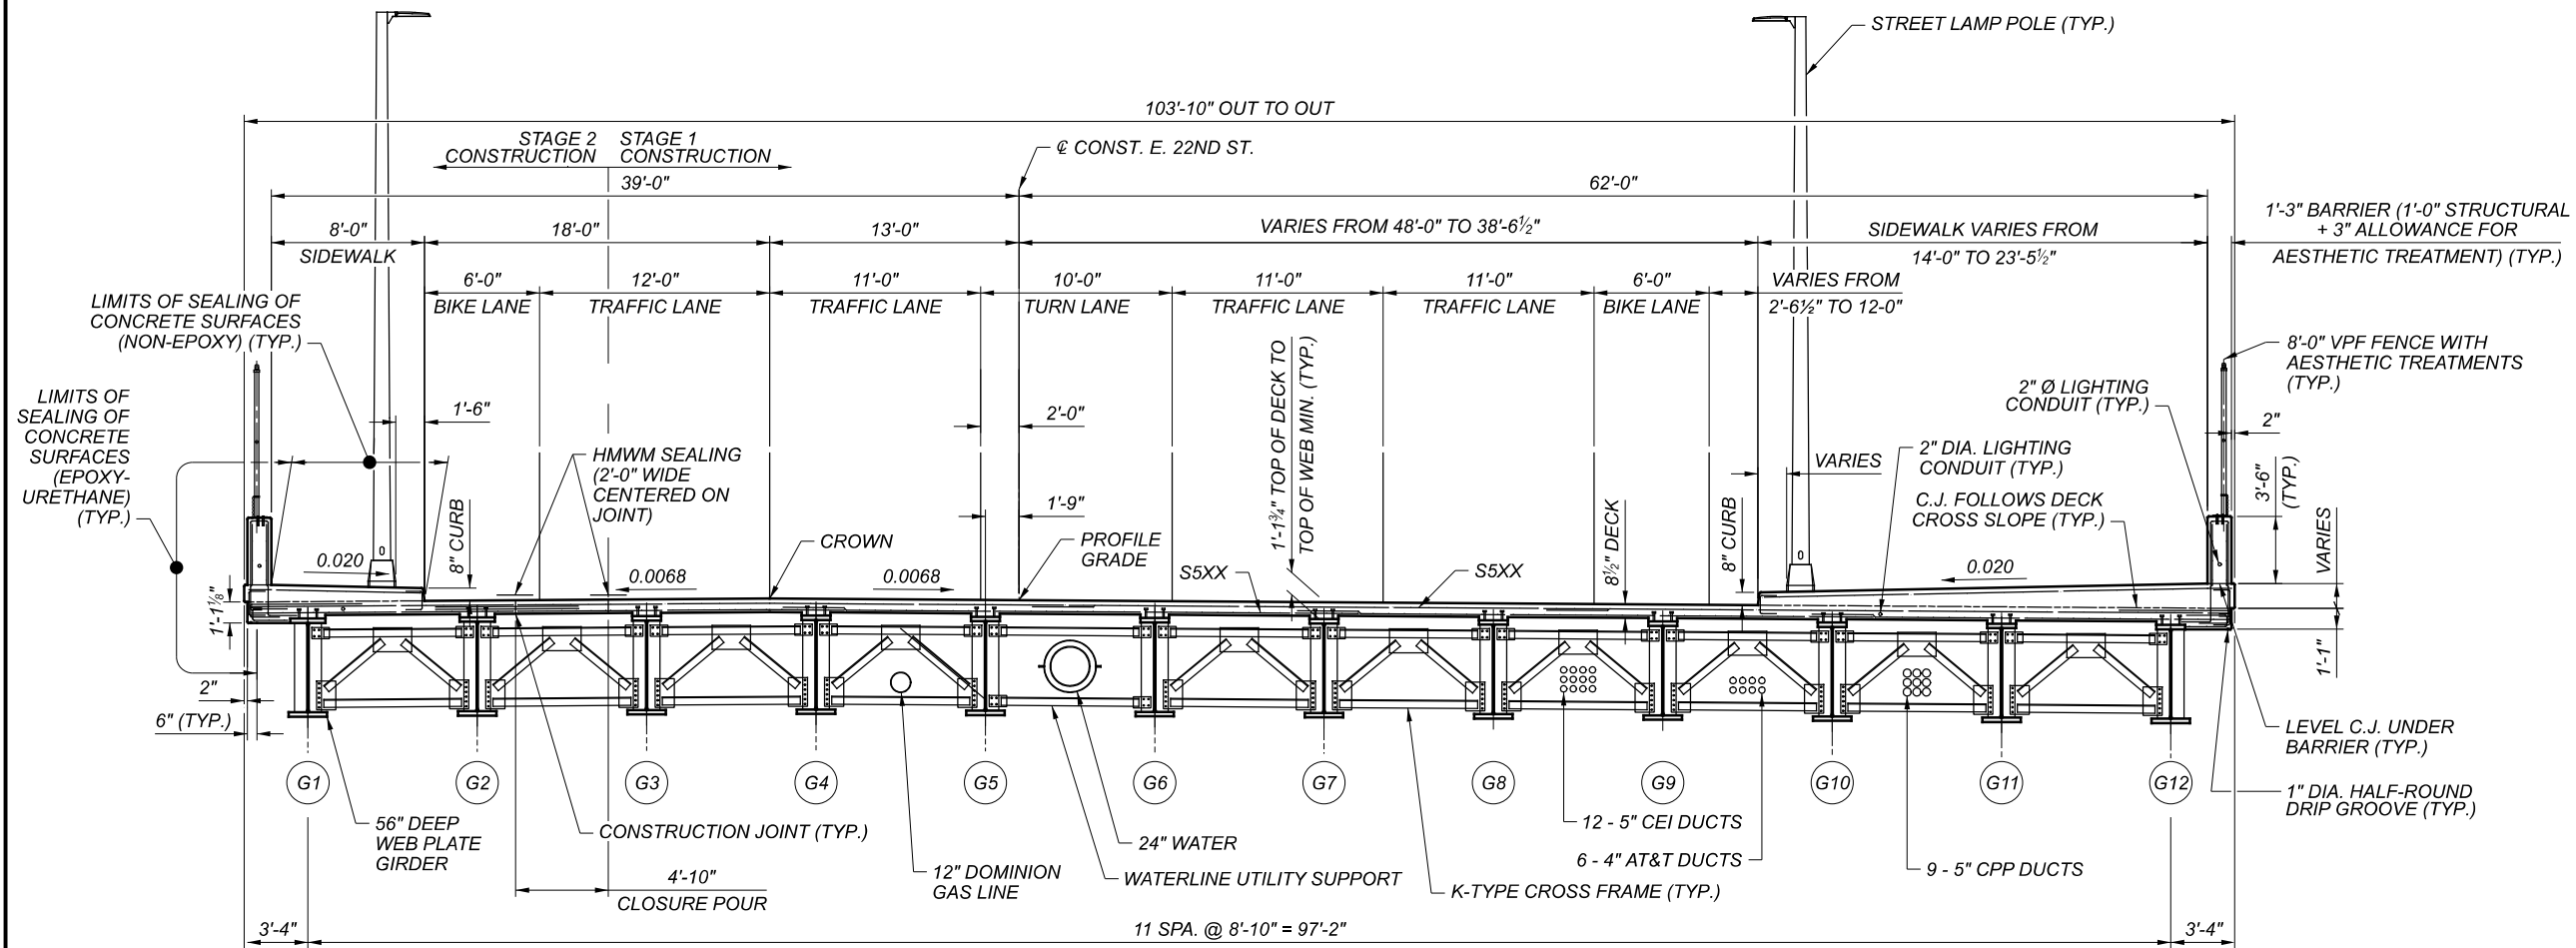 STREET LAMP POLE (TYP.)
103'-10" OUT TO OUT
STAGE 2
CONSTRUCTION
STAGE 1
CONSTRUCTION
℄ CONST. E. 22ND ST.
39'-0"
62'-0"
8'-0"
SIDEWALK
18'-0"
13'-0"
VARIES FROM 48'-0" TO 38'-6½"
SIDEWALK VARIES FROM
14'-0" TO 23'-5½"
1'-3" BARRIER (1'-0" STRUCTURAL
+ 3" ALLOWANCE FOR
AESTHETIC TREATMENT) (TYP.)
6'-0"
BIKE LANE
12'-0"
TRAFFIC LANE
11'-0"
TRAFFIC LANE
10'-0"
TURN LANE
11'-0"
TRAFFIC LANE
11'-0"
TRAFFIC LANE
6'-0"
BIKE LANE
VARIES FROM
2'-6½" TO 12-0"
LIMITS OF SEALING OF
CONCRETE SURFACES
(NON-EPOXY) (TYP.)
LIMITS OF
SEALING OF
CONCRETE
SURFACES
(EPOXY-
URETHANE)
(TYP.)
1'-6"
HMWM SEALING
(2'-0" WIDE
CENTERED ON
JOINT)
2'-0"
1'-9"
1'-1¾" TOP OF DECK TO
TOP OF WEB MIN. (TYP.)
8'-0" VPF FENCE WITH
AESTHETIC TREATMENTS
(TYP.)
2" Ø LIGHTING
CONDUIT (TYP.)
2"
VARIES
2" DIA. LIGHTING
CONDUIT (TYP.)
C.J. FOLLOWS DECK
CROSS SLOPE (TYP.)
3'-6"
(TYP.)
VARIES
1'-1"
0.020
8" CURB
0.0068
CROWN
0.0068
PROFILE
GRADE
S5XX
S5XX
8½" DECK
8" CURB
0.020
1'-1⅛"
2"
6" (TYP.)
G1
G2
G3
G4
G5
G6
G7
G8
G9
G10
G11
G12
LEVEL C.J. UNDER
BARRIER (TYP.)
1" DIA. HALF-ROUND
DRIP GROOVE (TYP.)
56" DEEP
WEB PLATE
GIRDER
CONSTRUCTION JOINT (TYP.)
4'-10"
CLOSURE POUR
12" DOMINION
GAS LINE
24" WATER
WATERLINE UTILITY SUPPORT
12 - 5" CEI DUCTS
6 - 4" AT&T DUCTS
K-TYPE CROSS FRAME (TYP.)
9 - 5" CPP DUCTS
3'-4"
11 SPA. @ 8'-10" = 97'-2"
3'-4"